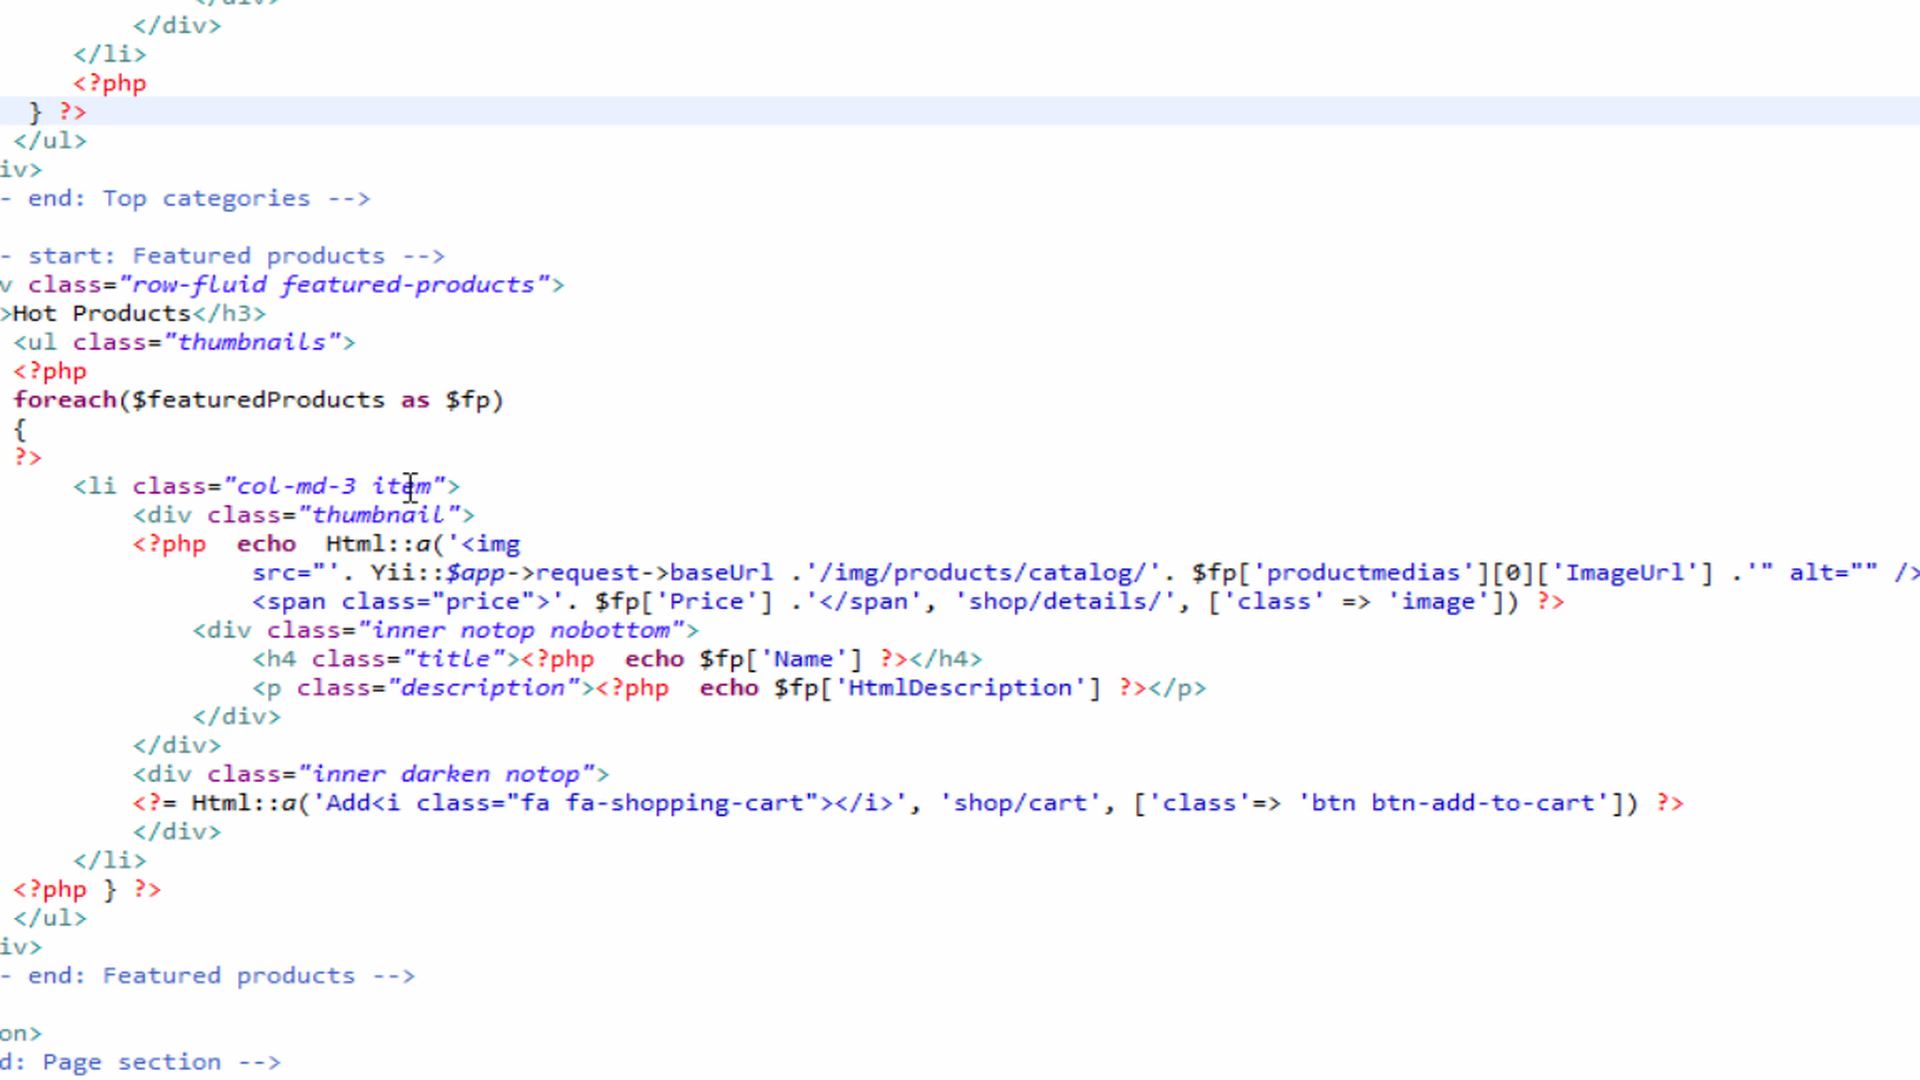 </div>
</div>
</li>
<?php
} ?>
</ul>
iv>
- end: Top categories -->
- start: Featured products -->
v class="row-fluid featured-products">
>Hot Products</h3>
<ul class="thumbnails">
<?php
foreach($featuredProducts as $fp)
{
?>
<li class="col-md-3 item">
<div class="thumbnail">
<?php  echo  Html::a('<img
src="'. Yii::$app->request->baseUrl .'/img/products/catalog/'. $fp['productmedias'][0]['ImageUrl'] .'" alt="" />
<span class="price">'. $fp['Price'] .'</span', 'shop/details/', ['class' => 'image']) ?>
<div class="inner notop nobottom">
<h4 class="title"><?php  echo $fp['Name'] ?></h4>
<p class="description"><?php  echo $fp['HtmlDescription'] ?></p>
</div>
</div>
<div class="inner darken notop">
<?= Html::a('Add<i class="fa fa-shopping-cart"></i>', 'shop/cart', ['class'=> 'btn btn-add-to-cart']) ?>
</div>
</li>
<?php } ?>
</ul>
iv>
- end: Featured products -->
on>
d: Page section -->